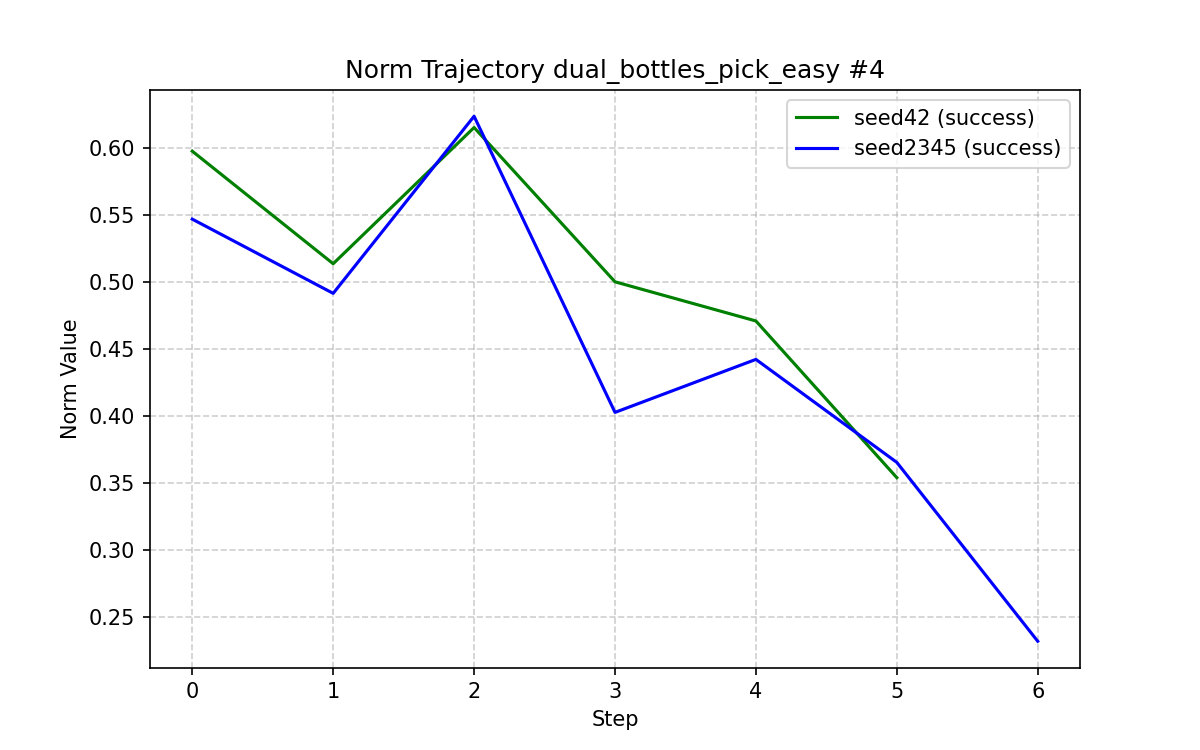 Norm Trajectory dual_bottles_pick_easy #4
seed42 (success)
seed2345 (success)
Norm Value
0.60
0.55
0.50
0.45
0.40
0.35
0.30
0.25
0 1 2 3 4 5 6
Step